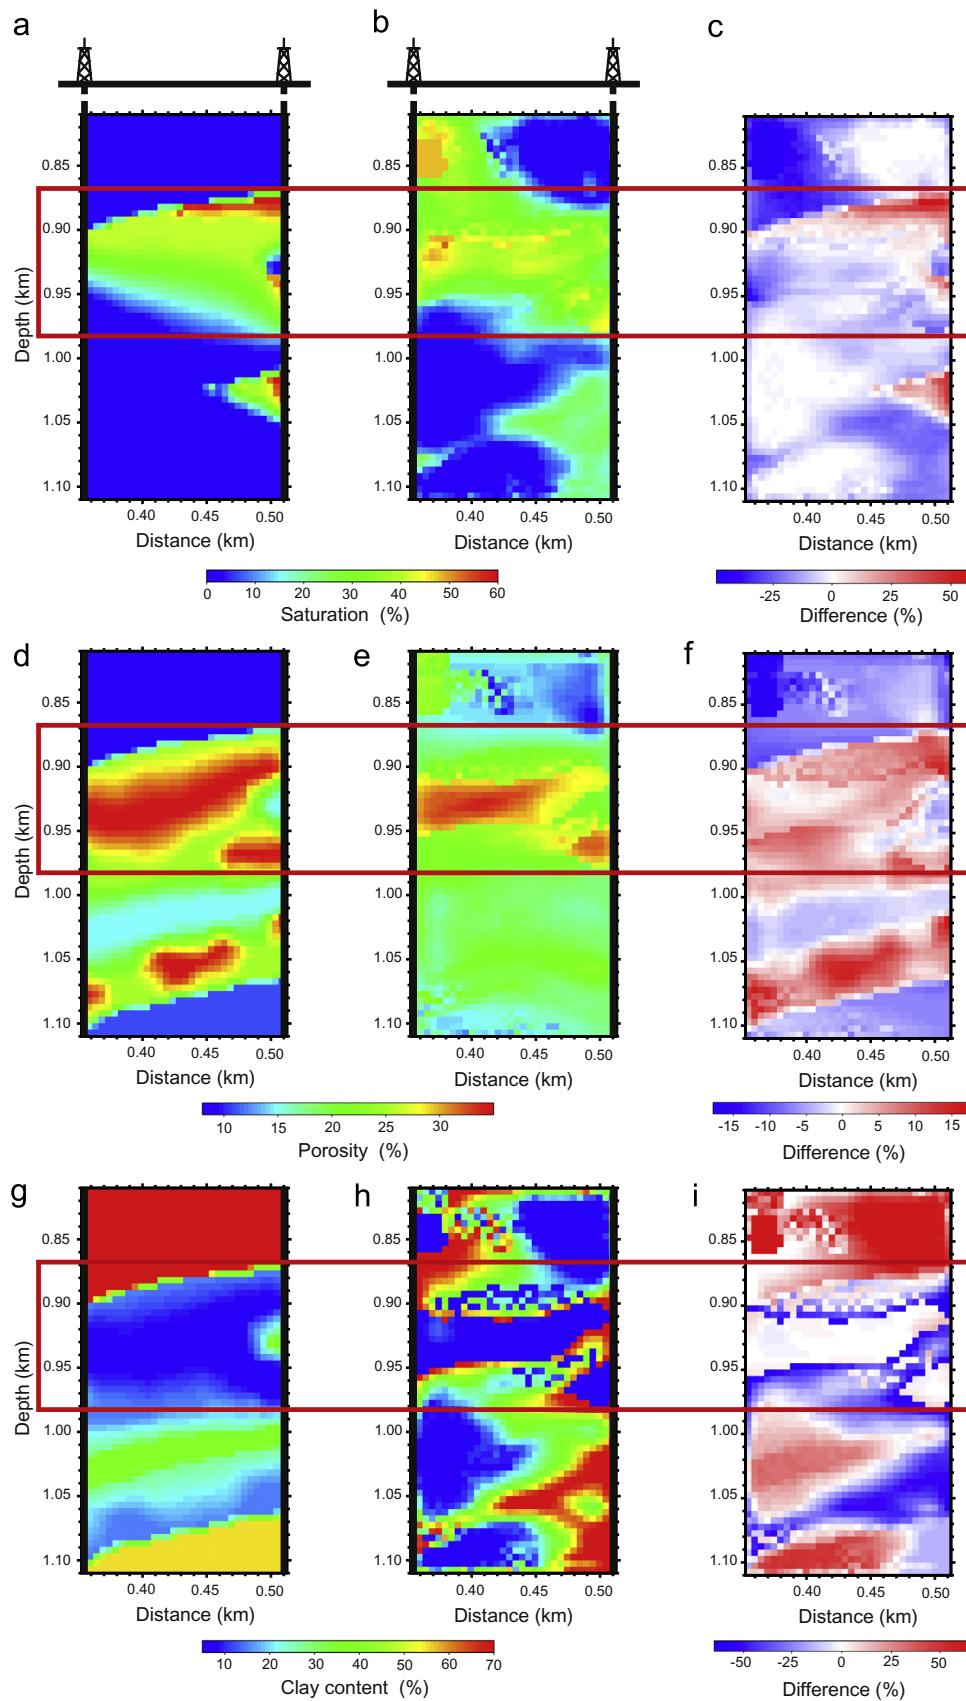 a
b
c
0.85
0.90
0.95
1.00
1.05
1.10
Depth (km)
0.40 0.45 0.50
Distance (km)
0.85
0.90
0.95
1.00
1.05
1.10
0.40 0.45 0.50
Distance (km)
0.85
0.90
0.95
1.00
1.05
1.10
0.40 0.45 0.50
Distance (km)
0 10 20 30 40 50 60
Saturation (%)
-25 0 25 50
Difference (%)
d
e
f
0.85
0.90
0.95
1.00
1.05
1.10
Depth (km)
0.40 0.45 0.50
Distance (km)
0.85
0.90
0.95
1.00
1.05
1.10
0.40 0.45 0.50
Distance (km)
0.85
0.90
0.95
1.00
1.05
1.10
0.40 0.45 0.50
Distance (km)
10 15 20 25 30
Porosity (%)
-15 -10 -5 0 5 10 15
Difference (%)
g
h
i
0.85
0.90
0.95
1.00
1.05
1.10
Depth (km)
0.40 0.45 0.50
Distance (km)
0.85
0.90
0.95
1.00
1.05
1.10
0.40 0.45 0.50
Distance (km)
0.85
0.90
0.95
1.00
1.05
1.10
0.40 0.45 0.50
Distance (km)
10 20 30 40 50 60 70
Clay content (%)
-50 -25 0 25 50
Difference (%)